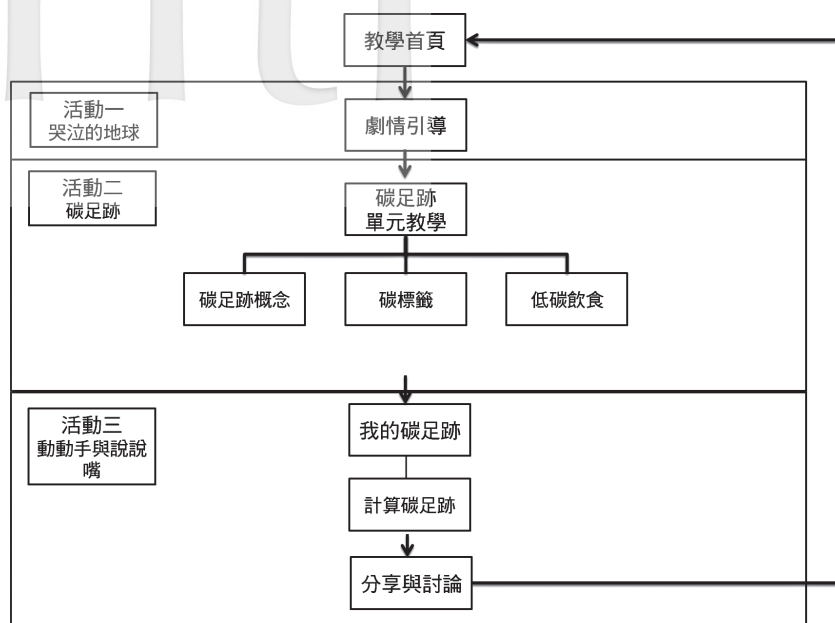 教學首頁
活動一
哭泣的地球
劇情引導
活動二
碳足跡
碳足跡
單元教學
碳足跡概念
碳標籤
低碳飲食
活動三
動動手與說說
嘴
我的碳足跡
計算碳足跡
分享與討論